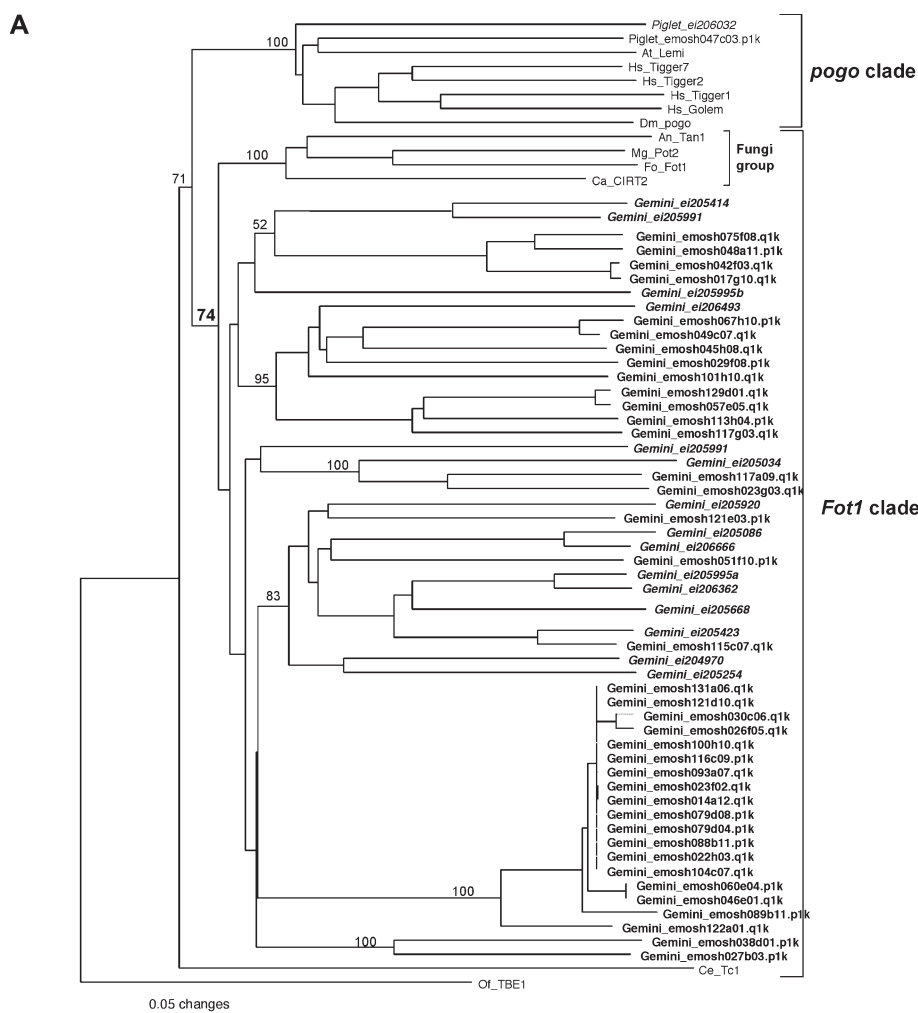 A
Piglet_ei206032
100
Piglet_emosh047c03.p1k
At_Lemi
Hs_Tigger7
pogo clade
Hs_Tigger2
Hs_Tigger1
Hs_Golem
Dm_pogo
An_Tan1
Fungi
group
100
Mg_Pot2
Fo_Fot1
Ca_CIRT2
71
Gemini_ei205414
Gemini_ei205991
52
Gemini_emosh075f08.q1k
Gemini_emosh048a11.p1k
Gemini_emosh042f03.q1k
Gemini_emosh017g10.q1k
Gemini_ei205995b
Gemini_ei206493
74
Gemini_emosh067h10.p1k
Gemini_emosh049c07.q1k
Gemini_emosh045h08.q1k
Gemini_emosh029f08.p1k
95
Gemini_emosh101h10.q1k
Gemini_emosh129d01.q1k
Gemini_emosh057e05.q1k
Gemini_emosh113h04.p1k
Gemini_emosh117g03.q1k
Gemini_ei205991
100
Gemini_ei205034
Gemini_emosh117a09.q1k
Gemini_emosh023g03.q1k
Gemini_ei205920
Fot1 clade
Gemini_emosh121e03.p1k
Gemini_ei205086
Gemini_ei206666
Gemini_emosh051f10.p1k
Gemini_ei205995a
Gemini_ei206362
83
Gemini_ei205668
Gemini_ei205423
Gemini_emosh115c07.q1k
Gemini_ei204970
Gemini_ei205254
Gemini_emosh131a06.q1k
Gemini_emosh121d10.q1k
Gemini_emosh030c06.q1k
Gemini_emosh026f05.q1k
Gemini_emosh100h10.q1k
Gemini_emosh116c09.p1k
Gemini_emosh093a07.q1k
Gemini_emosh023f02.q1k
Gemini_emosh014a12.q1k
Gemini_emosh079d08.p1k
Gemini_emosh079d04.p1k
Gemini_emosh088b11.p1k
Gemini_emosh022h03.q1k
Gemini_emosh104c07.q1k
100
Gemini_emosh060e04.p1k
Gemini_emosh046e01.q1k
Gemini_emosh089b11.p1k
Gemini_emosh122a01.q1k
100
Gemini_emosh038d01.p1k
Gemini_emosh027b03.p1k
Ce_Tc1
Of_TBE1
0.05 changes